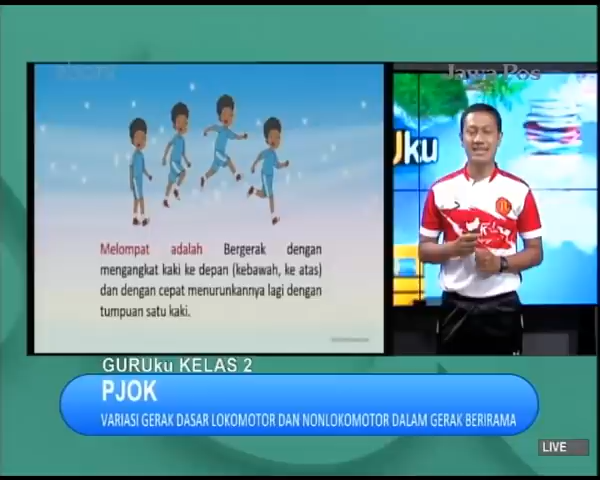 Jawa Pos
Uku
Melompat adalah Bergerak dengan
mengangkat kaki ke depan (kebawah, ke atas)
dan dengan cepat menurunkannya lagi dengan
tumpuan satu kaki.
GURUku KELAS 2
PJOK
VARIASI GERAK DASAR LOKOMOTOR DAN NONLOKOMOTOR DALAM GERAK BERIRAMA
LIVE